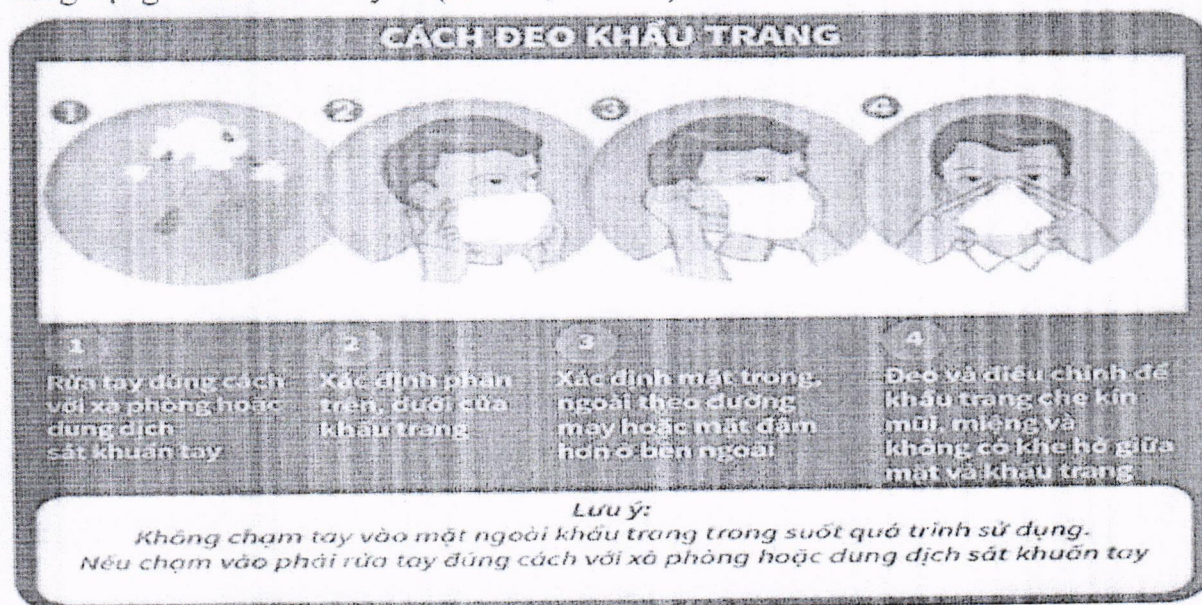 CÁCH ĐEO KHẨU TRANG
1
2
3
4
1
Rửa tay đúng cách
với xà phòng hoặc
dung dịch
sát khuẩn tay
2
Xác định phần
trên, dưới của
khẩu trang
3
Xác định mặt trong,
ngoài theo đường
may hoặc mặt đậm
hơn ở bên ngoài
4
Đeo và điều chỉnh để
khẩu trang che kín
mũi, miệng và
không có khe hở giữa
mặt và khẩu trang
Lưu ý:
Không chạm tay vào mặt ngoài khẩu trang trong suốt quá trình sử dụng.
Nếu chạm vào phải rửa tay đúng cách với xà phòng hoặc dung dịch sát khuẩn tay